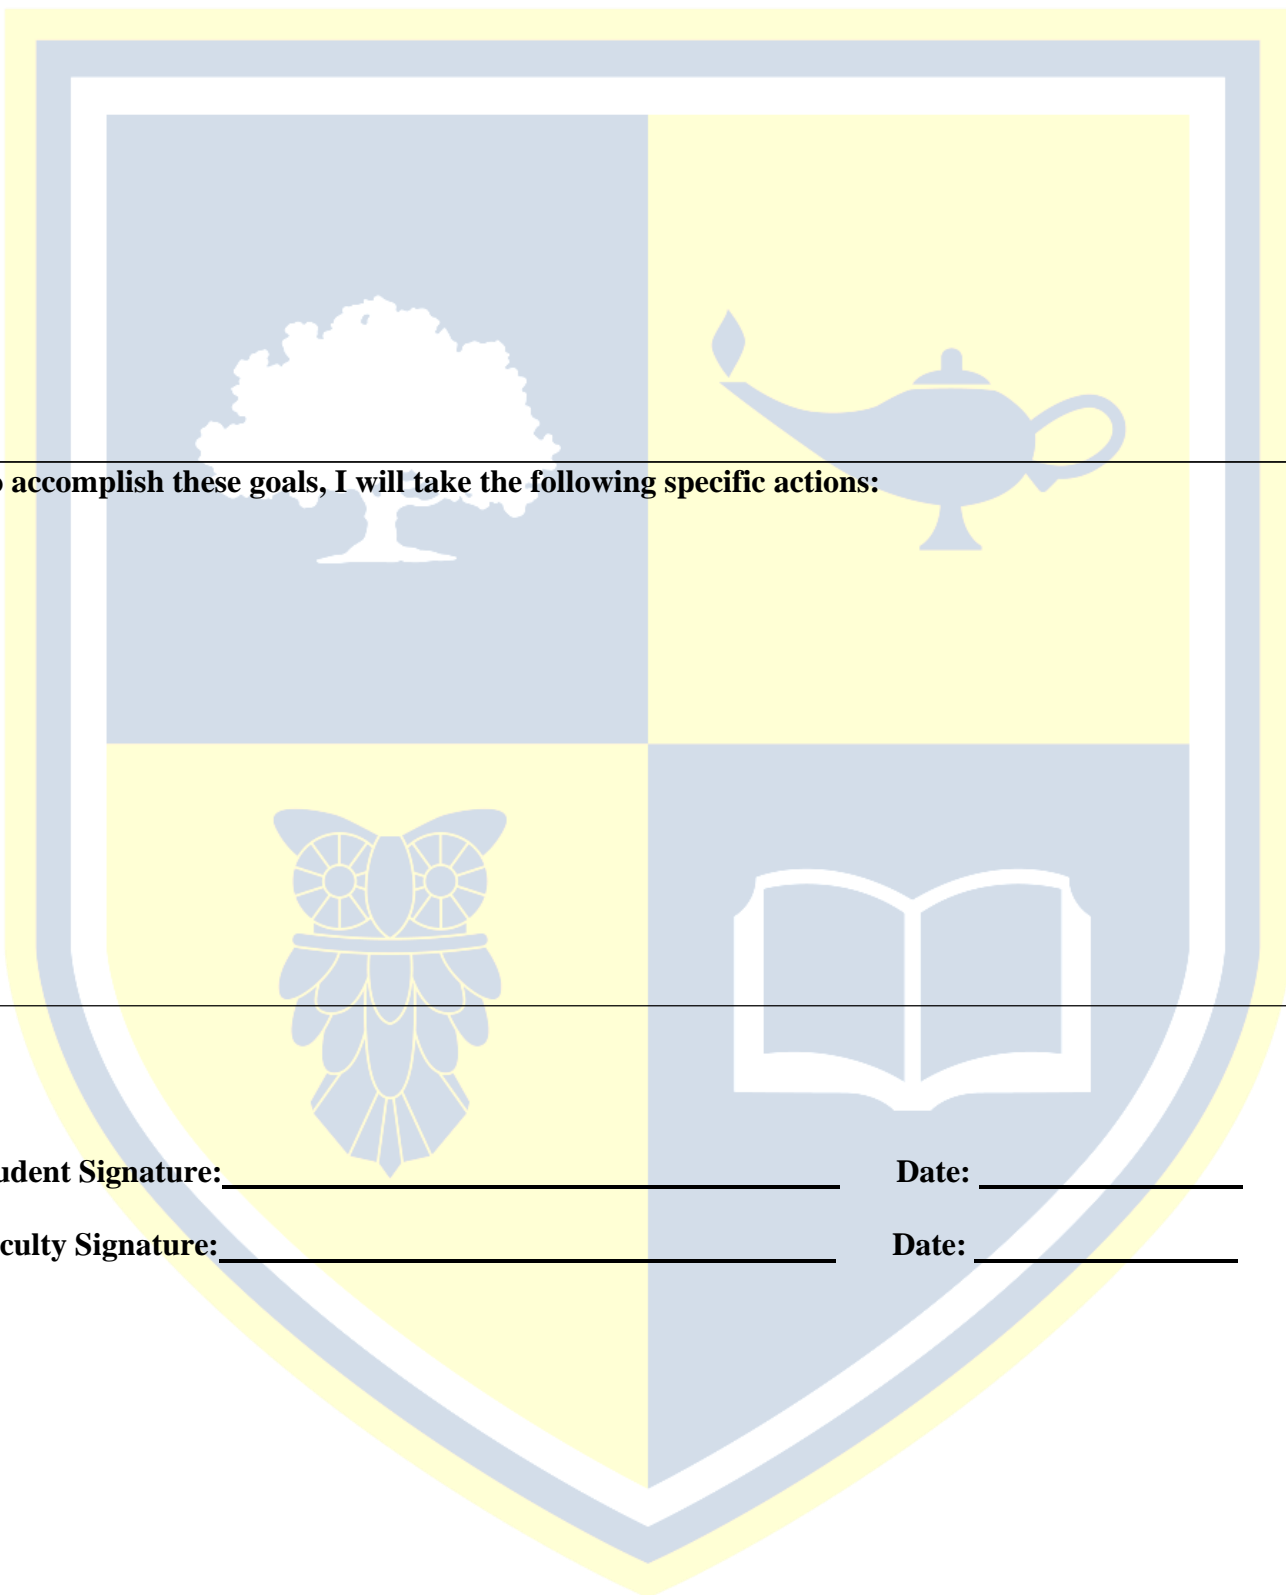 o accomplish these goals, I will take the following specific actions:
udent Signature: Date:
culty Signature: Date: